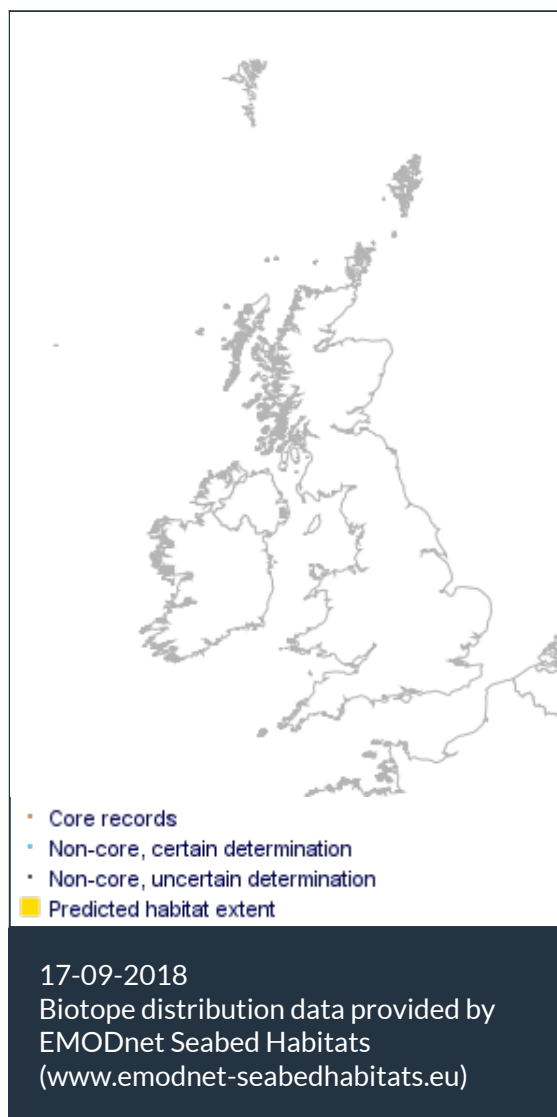 Core records
Non-core, certain determination
Non-core, uncertain determination
Predicted habitat extent
17-09-2018
Biotope distribution data provided by
EMODnet Seabed Habitats
(www.emodnet-seabedhabitats.eu)